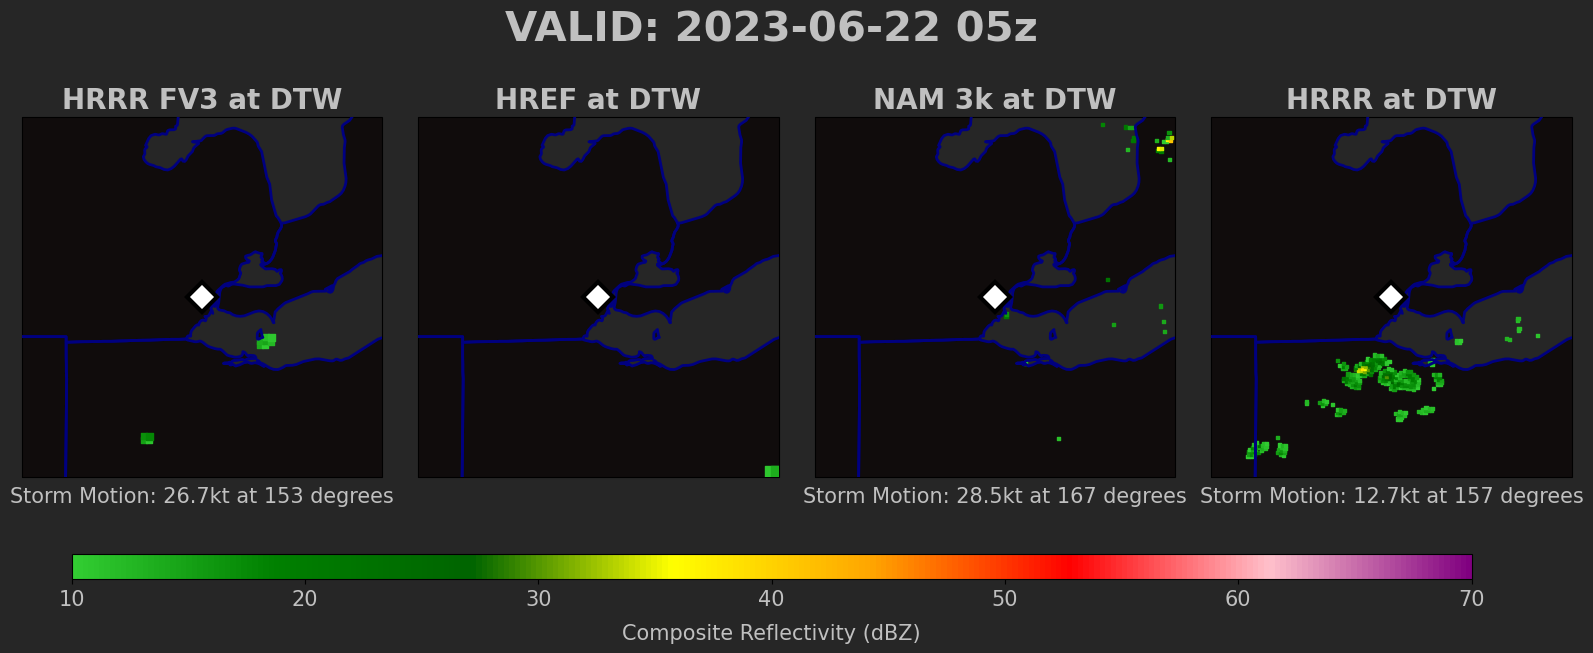 VALID: 2023-06-22 05z
HRRR FV3 at DTW
HREF at DTW
NAM 3k at DTW
HRRR at DTW
Storm Motion: 26.7kt at 153 degrees
Storm Motion: 28.5kt at 167 degrees
Storm Motion: 12.7kt at 157 degrees
10 20 30 40 50 60 70
Composite Reflectivity (dBZ)